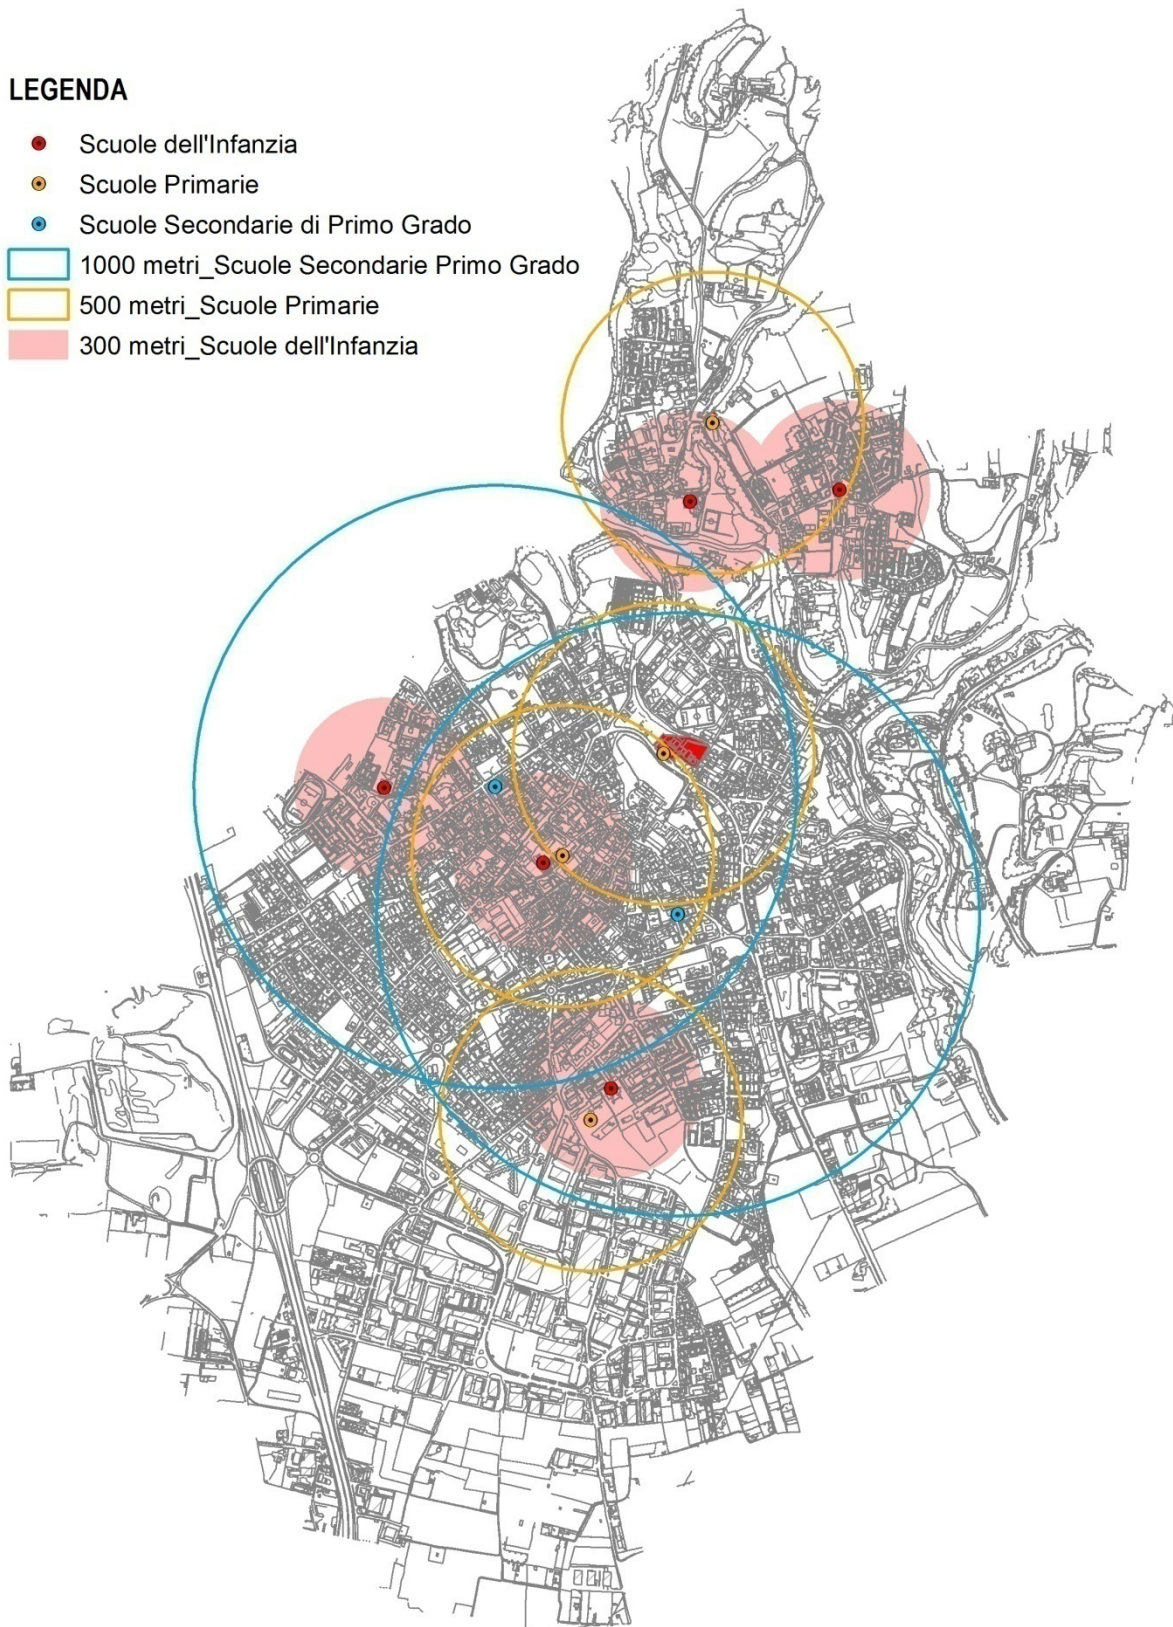 LEGENDA
Scuole dell'Infanzia
Scuole Primarie
Scuole Secondarie di Primo Grado
1000 metri_Scuole Secondarie Primo Grado
500 metri_Scuole Primarie
300 metri_Scuole dell'Infanzia